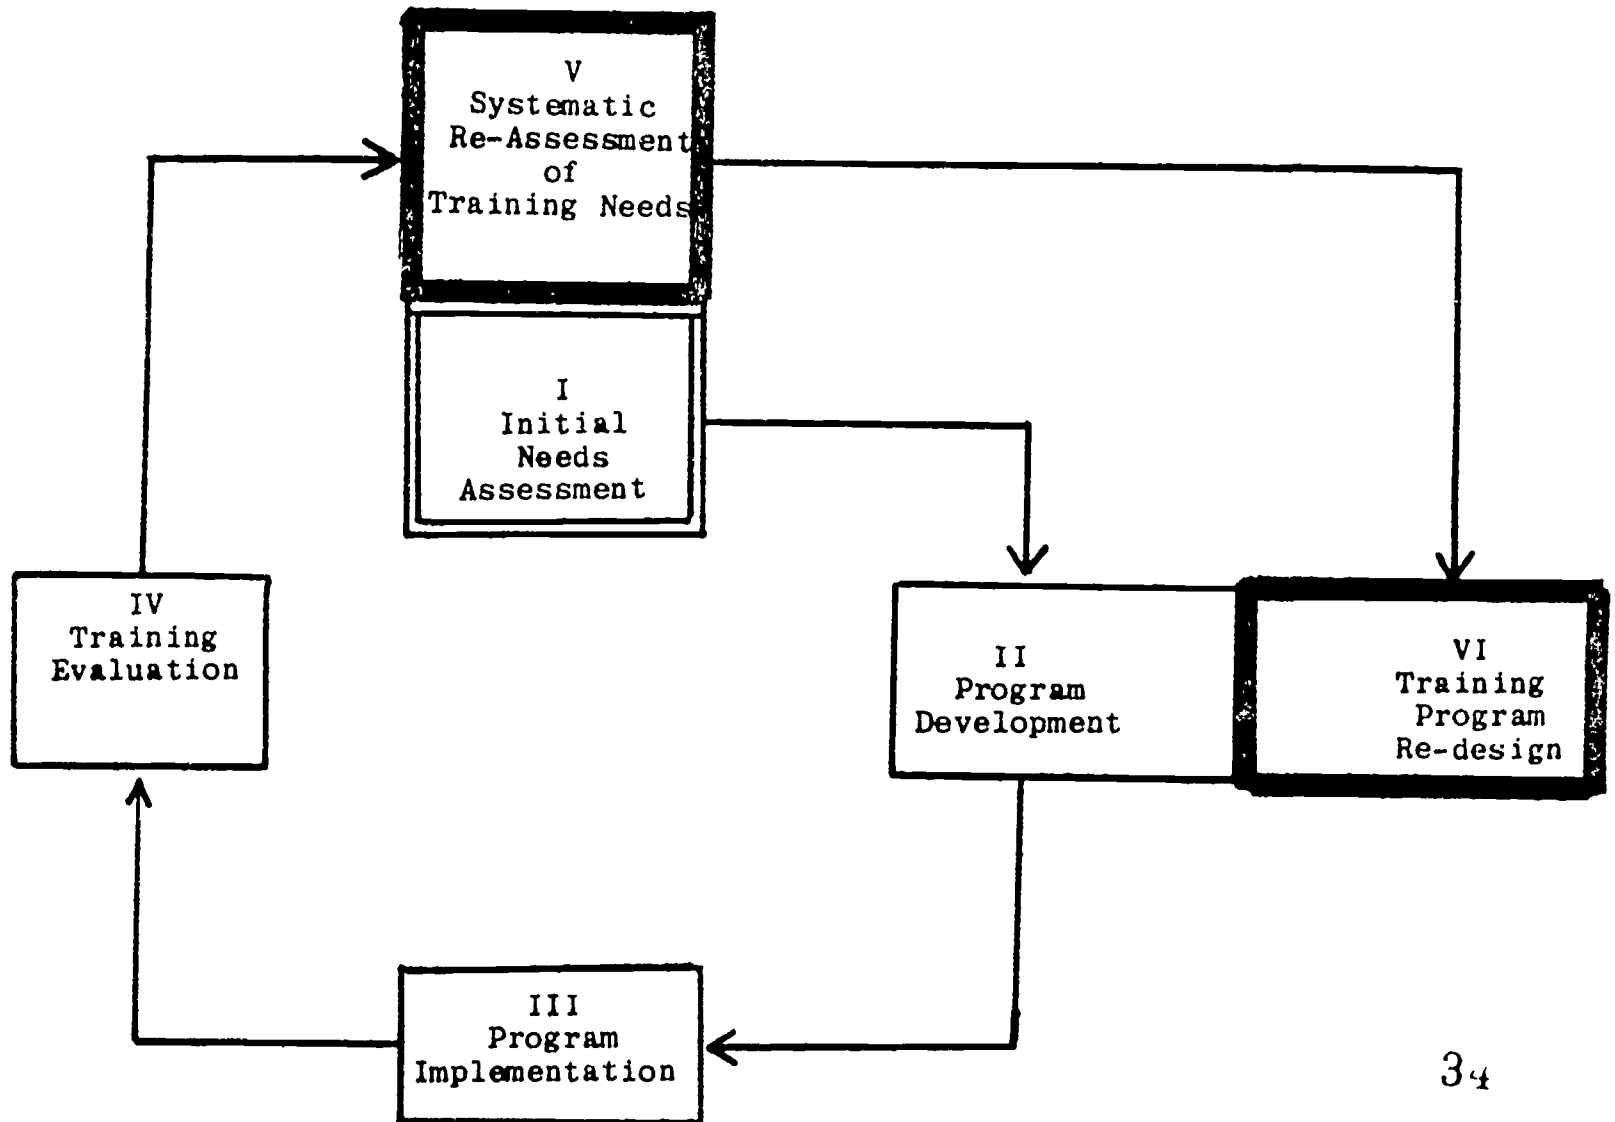 V
Systematic
Re-Assessment
of
Training Needs
I
Initial
Needs
Assessment
IV
Training
Evaluation
II
Program
Development
VI
Training
Program
Re-design
III
Program
Implementation
34